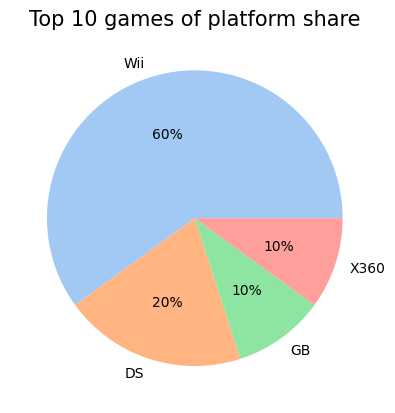 Top 10 games of platform share
Wii
60%
10%
X360
10%
20%
GB
DS